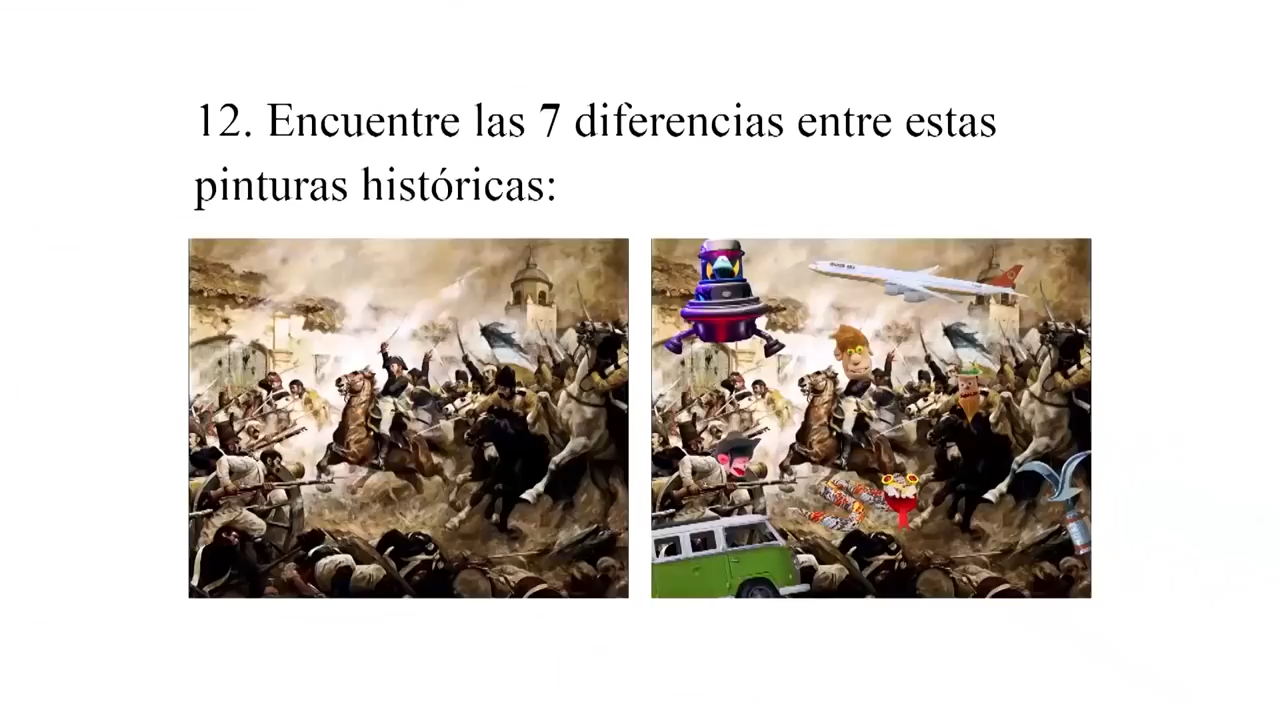 12. Encuentre las 7 diferencias entre estas
pinturas históricas: